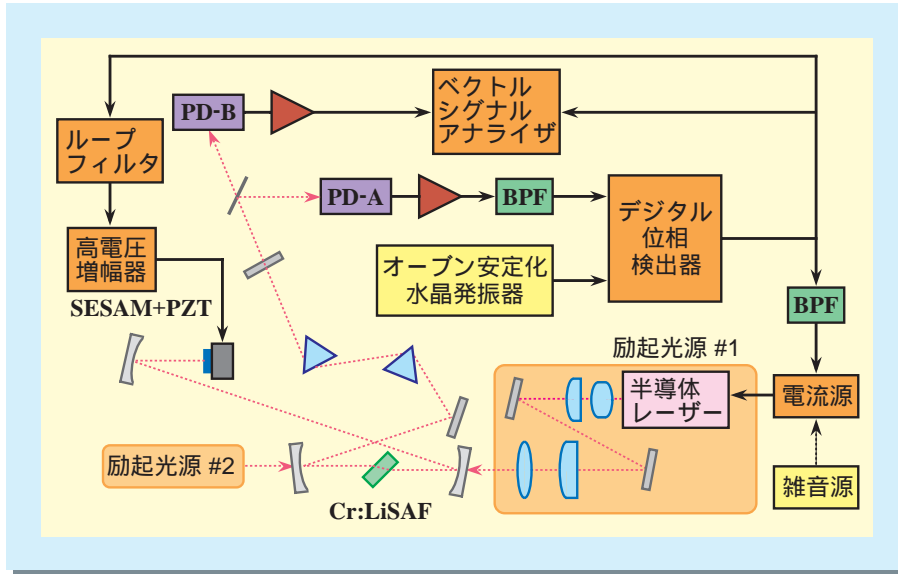 PD-B
ベクトル
シグナル
アナライザ
ループ
フィルタ
PD-A
BPF
デジタル
位相
検出器
高電圧
増幅器
オーブン安定化
水晶発振器
SESAM+PZT
BPF
励起光源 #1
半導体
レーザー
電流源
励起光源 #2
雑音源
Cr:LiSAF